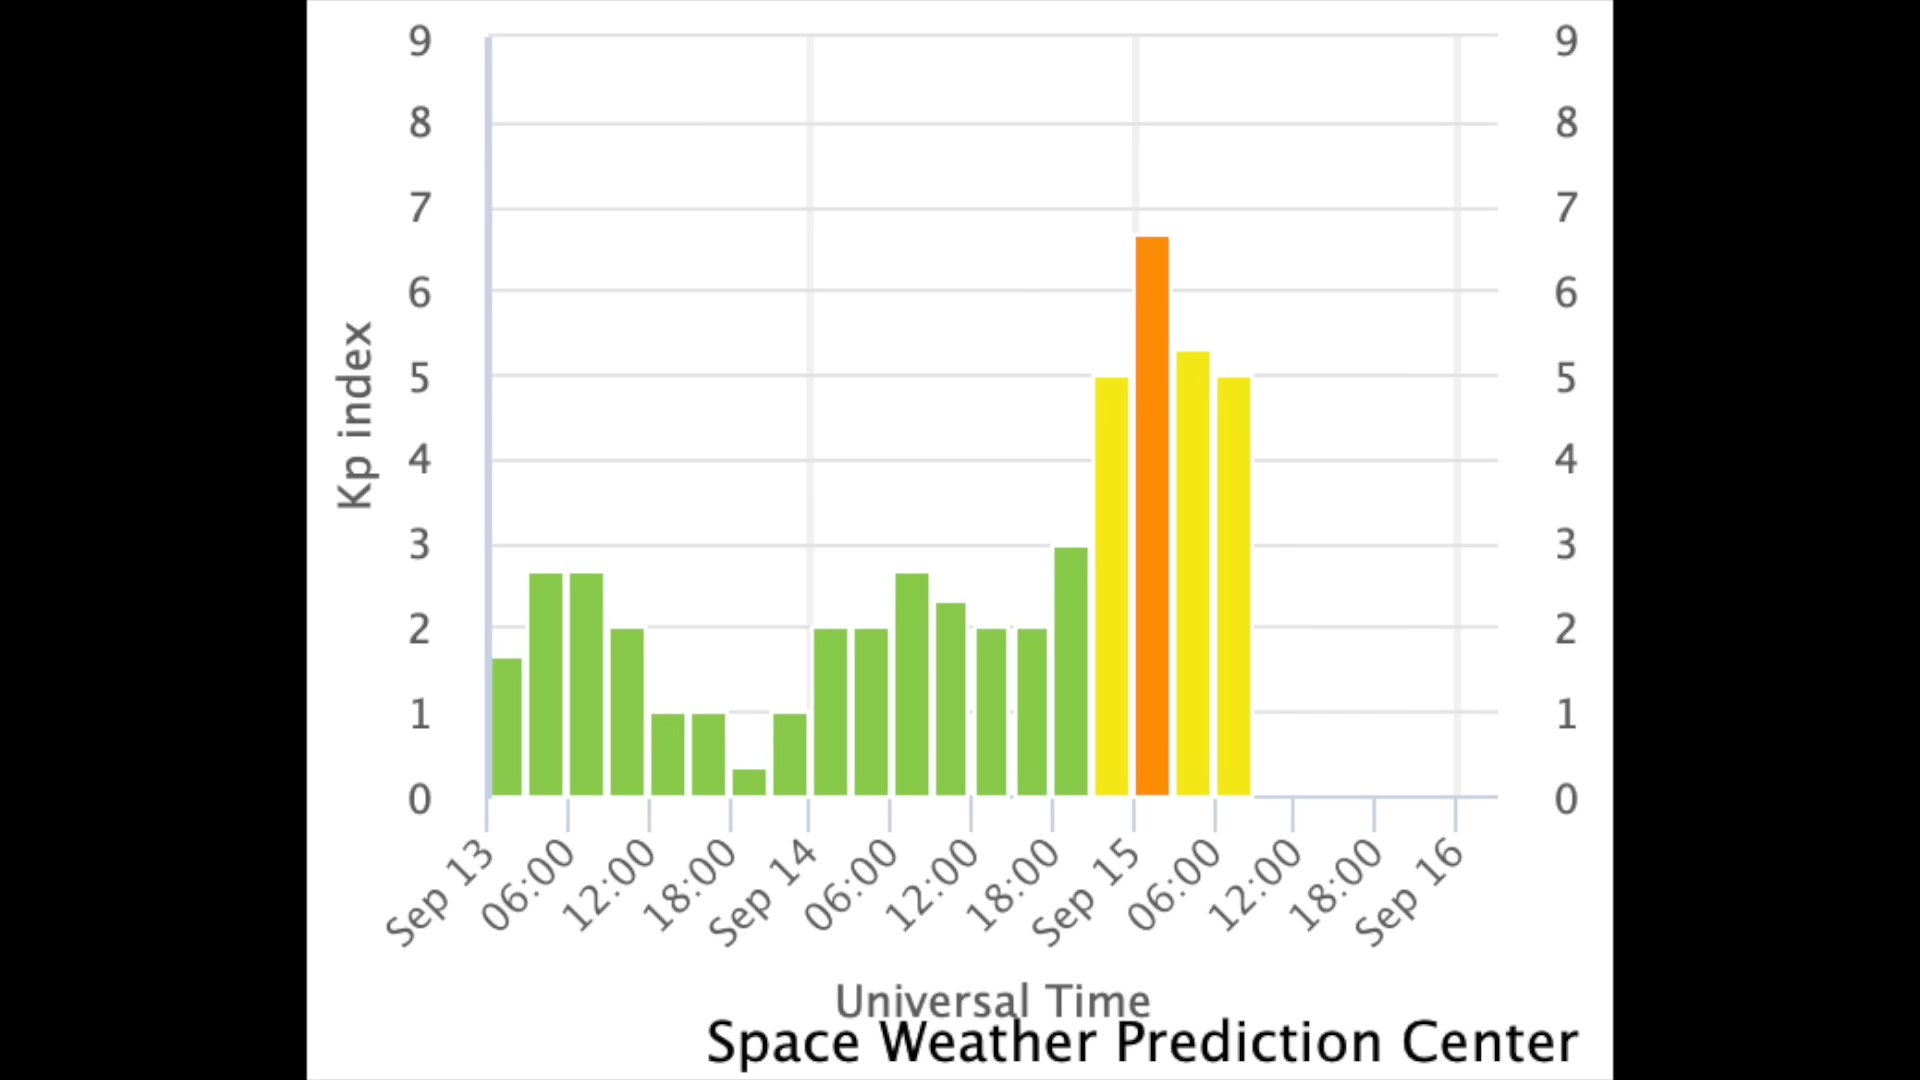 9 9
8 8
7 7
6 6
5 5
4 4
3 3
2 2
1 1
0 0
Kp index
Sep 13 06:00 12:00 18:00 Sep 14 06:00 12:00 18:00 Sep 15 06:00 12:00 18:00 Sep 16
Universal Time
Space Weather Prediction Center